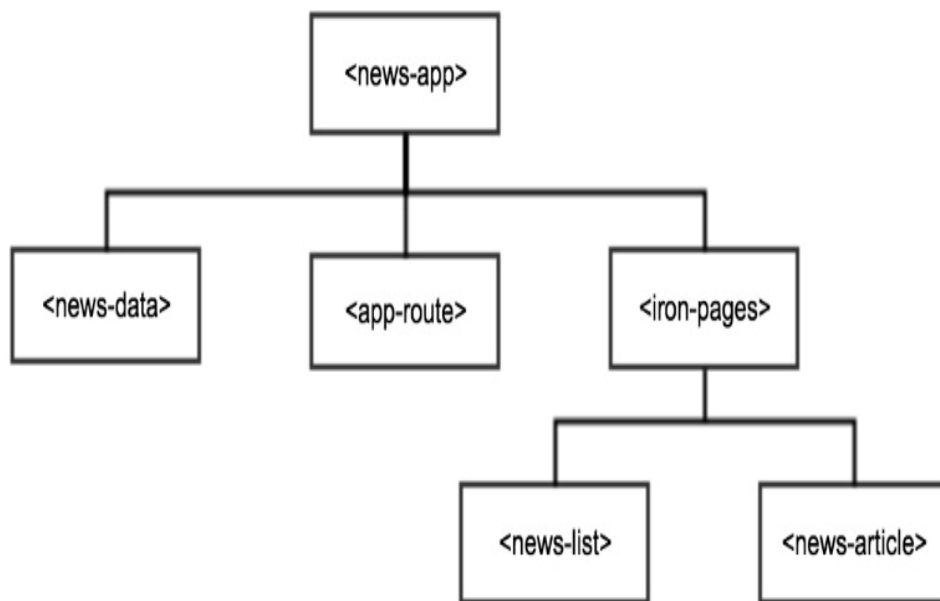 <news-app>
<news-data>
<app-route>
<iron-pages>
<news-list>
<news-article>